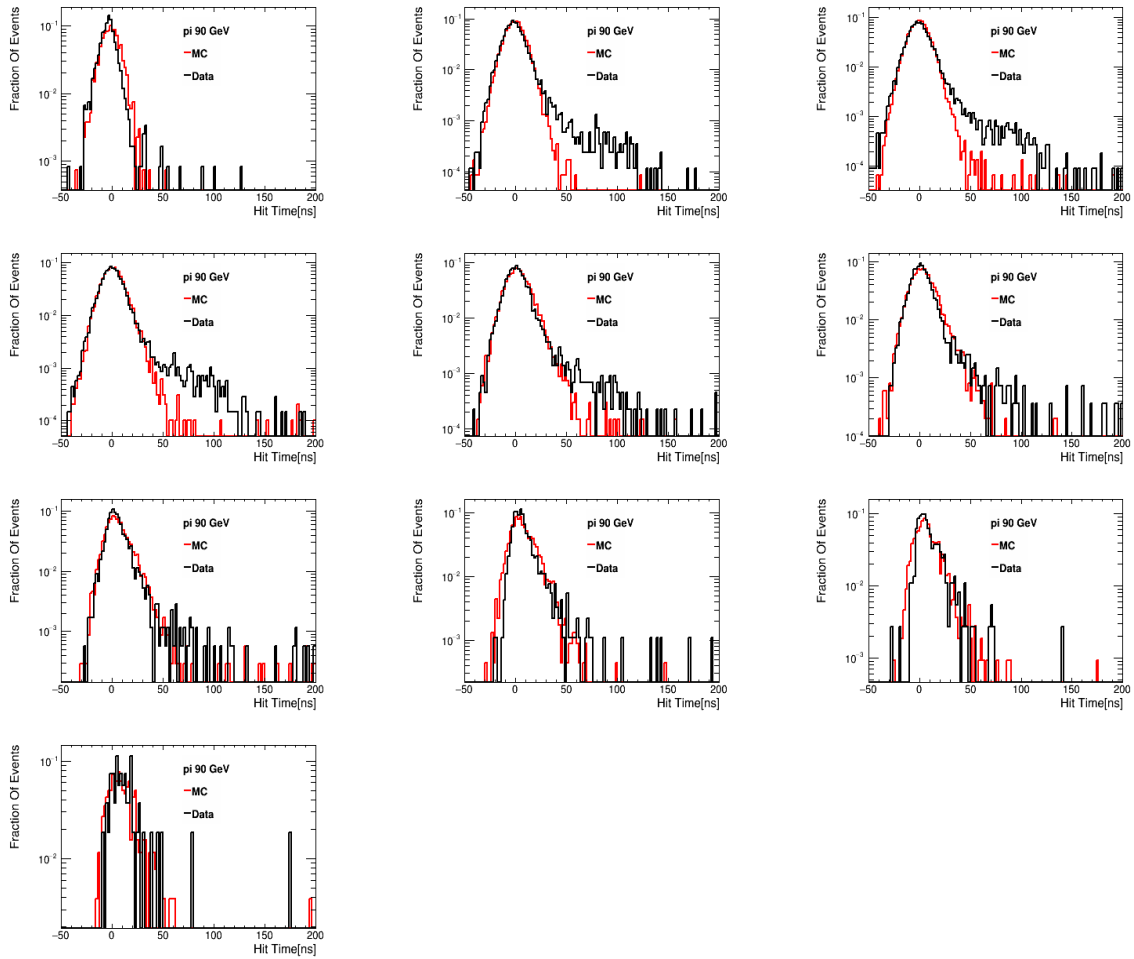 Fraction Of Events
10⁻¹
10⁻²
10⁻³
pi 90 GeV
MC
Data
−50 0 50 100 150 200
Hit Time[ns]
Fraction Of Events
10⁻¹
10⁻²
10⁻³
10⁻⁴
pi 90 GeV
MC
Data
−50 0 50 100 150 200
Hit Time[ns]
Fraction Of Events
10⁻¹
10⁻²
10⁻³
10⁻⁴
pi 90 GeV
MC
Data
−50 0 50 100 150 200
Hit Time[ns]
Fraction Of Events
10⁻¹
10⁻²
10⁻³
10⁻⁴
pi 90 GeV
MC
Data
−50 0 50 100 150 200
Hit Time[ns]
Fraction Of Events
10⁻¹
10⁻²
10⁻³
10⁻⁴
pi 90 GeV
MC
Data
−50 0 50 100 150 200
Hit Time[ns]
Fraction Of Events
10⁻¹
10⁻²
10⁻³
10⁻⁴
pi 90 GeV
MC
Data
−50 0 50 100 150 200
Hit Time[ns]
Fraction Of Events
10⁻¹
10⁻²
10⁻³
pi 90 GeV
MC
Data
−50 0 50 100 150 200
Hit Time[ns]
Fraction Of Events
10⁻¹
10⁻²
10⁻³
pi 90 GeV
MC
Data
−50 0 50 100 150 200
Hit Time[ns]
Fraction Of Events
10⁻¹
10⁻²
10⁻³
pi 90 GeV
MC
Data
−50 0 50 100 150 200
Hit Time[ns]
Fraction Of Events
10⁻¹
10⁻²
pi 90 GeV
MC
Data
−50 0 50 100 150 200
Hit Time[ns]